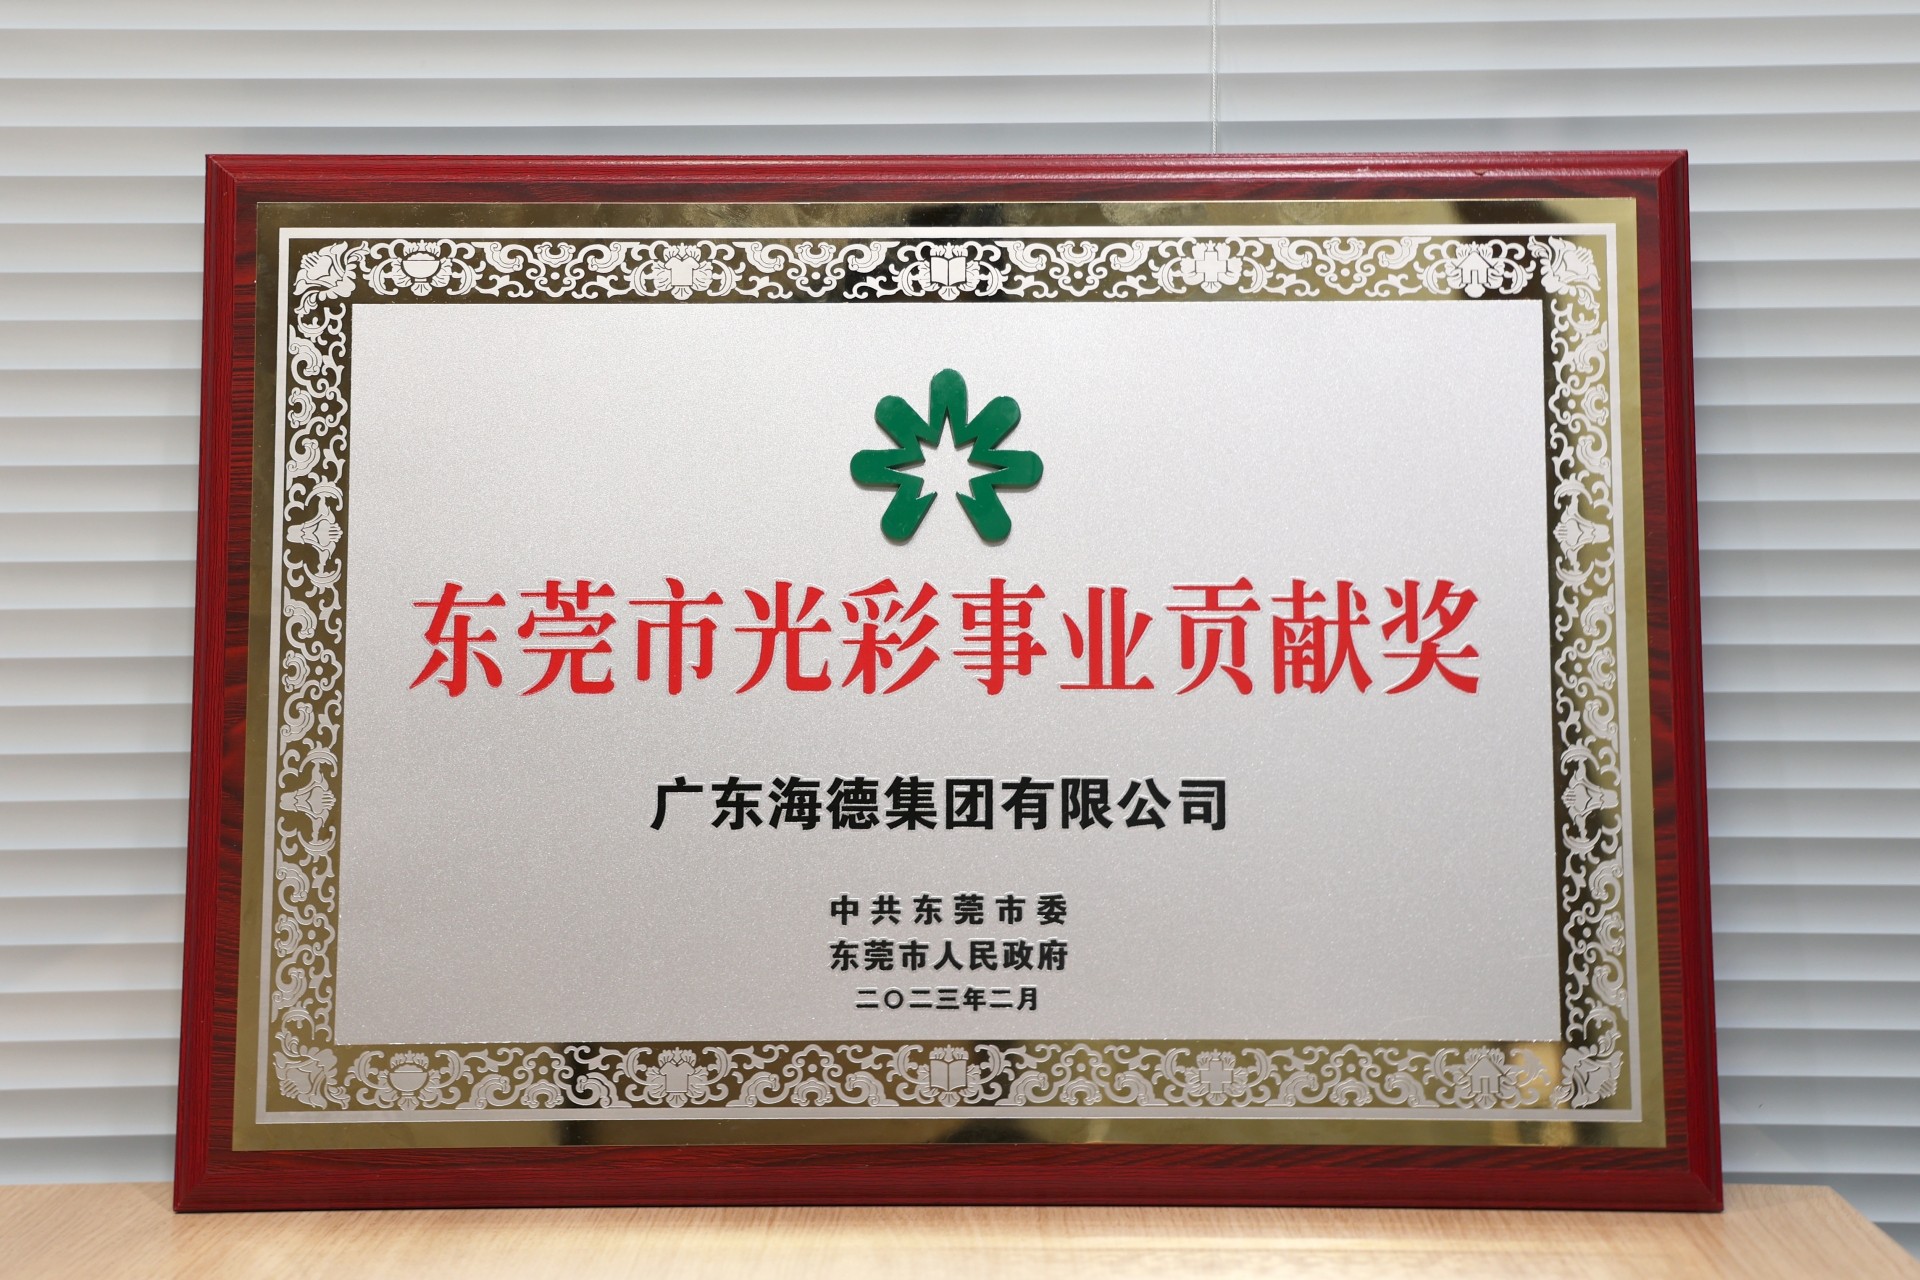 东莞市光彩事业贡献奖
广东海德集团有限公司
中共东莞市委
东莞市人民政府
二〇二三年二月